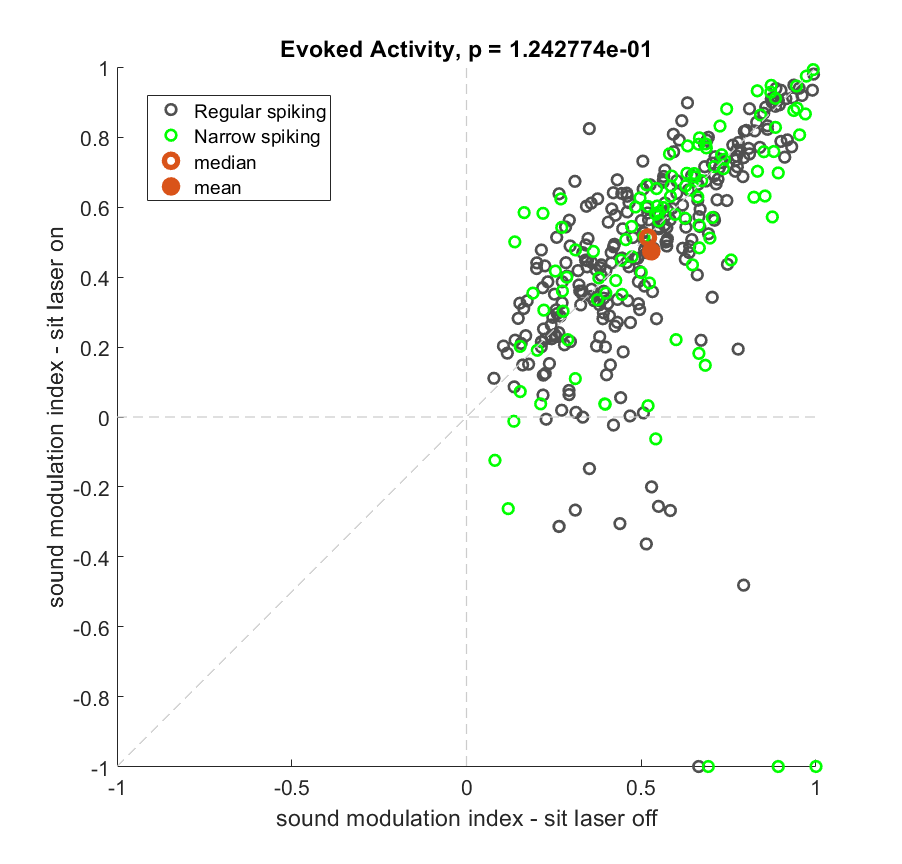 Evoked Activity, p = 1.242774e-01
Regular spiking
Narrow spiking
median
mean
sound modulation index - sit laser on
1
0.8
0.6
0.4
0.2
0
-0.2
-0.4
-0.6
-0.8
-1
-1
-0.5
0
0.5
1
sound modulation index - sit laser off